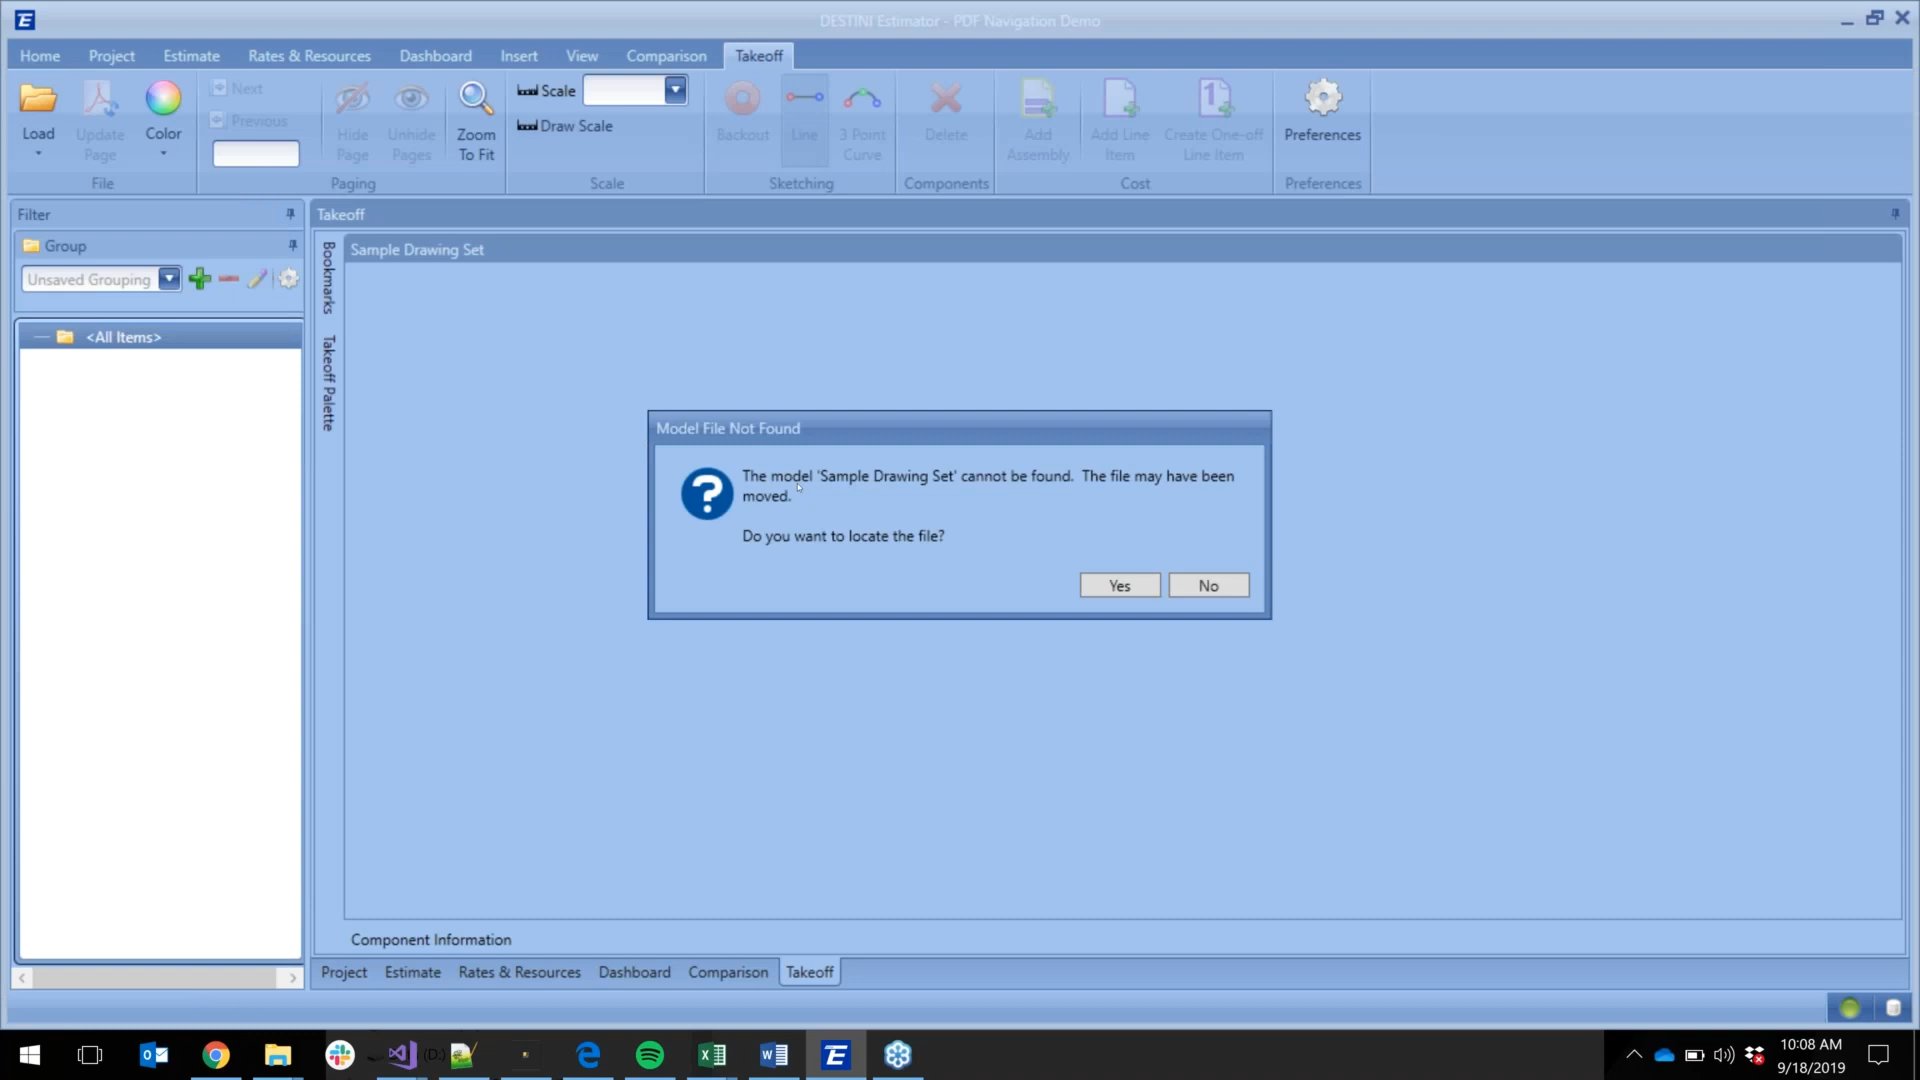 DESTINI Estimator - PDF Navigation Demo
Home Project Estimate Rates & Resources Dashboard Insert View Comparison Takeoff
Load
Update
Page
Color
File
Next
Previous
Hide
Page
Unhide
Pages
Zoom
To Fit
Paging
Scale
Draw Scale
Scale
Backout
Line
3 Point
Curve
Sketching
Delete
Components
Add
Assembly
Add Line
Item
Create One-off
Line Item
Cost
Preferences
Preferences
Filter
Group
Unsaved Grouping
<All Items>
Takeoff
Bookmarks
Takeoff Palette
Sample Drawing Set
Model File Not Found
The model 'Sample Drawing Set' cannot be found. The file may have been
moved.
Do you want to locate the file?
Yes No
Component Information
Project Estimate Rates & Resources Dashboard Comparison Takeoff
(D:)
10:08 AM
9/18/2019